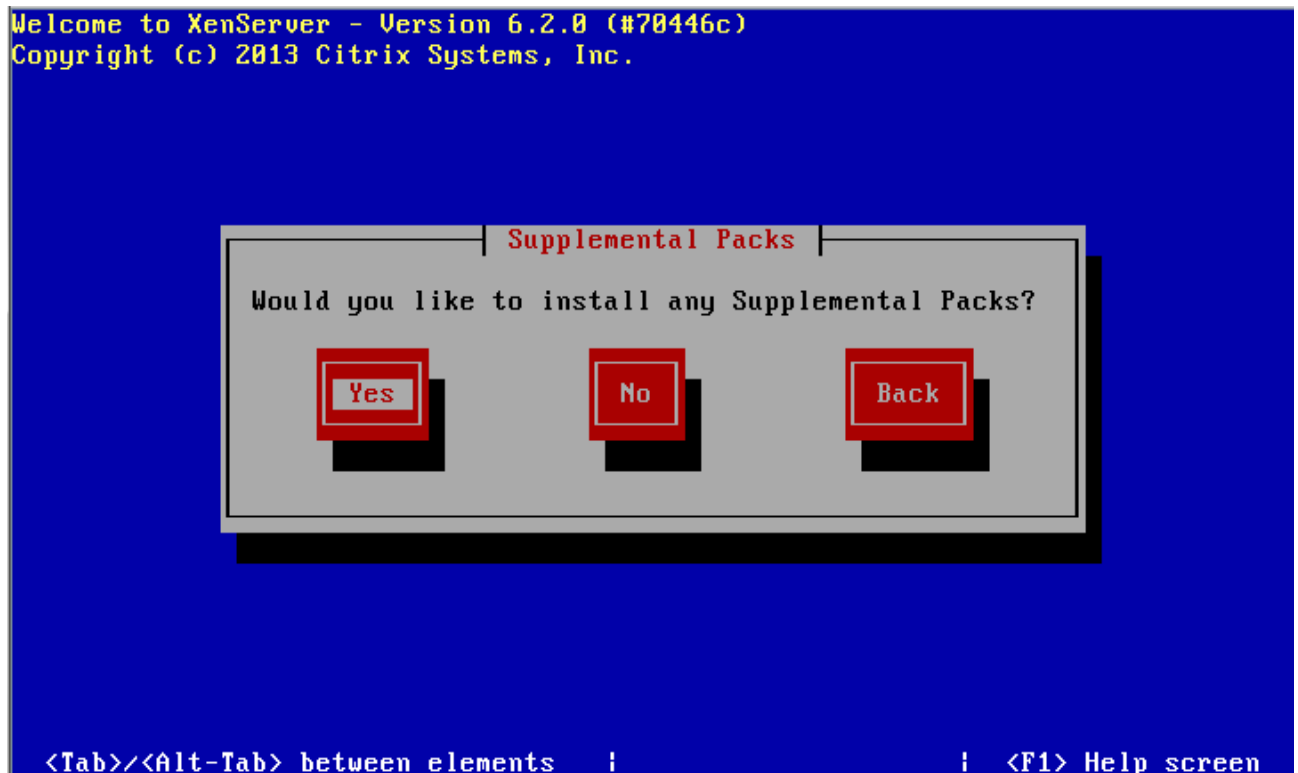 Welcome to XenServer - Version 6.2.0 (#70446c)
Copyright (c) 2013 Citrix Systems, Inc.
Supplemental Packs
Would you like to install any Supplemental Packs?
Yes No Back
<Tab>/<Alt-Tab> between elements | | <F1> Help screen